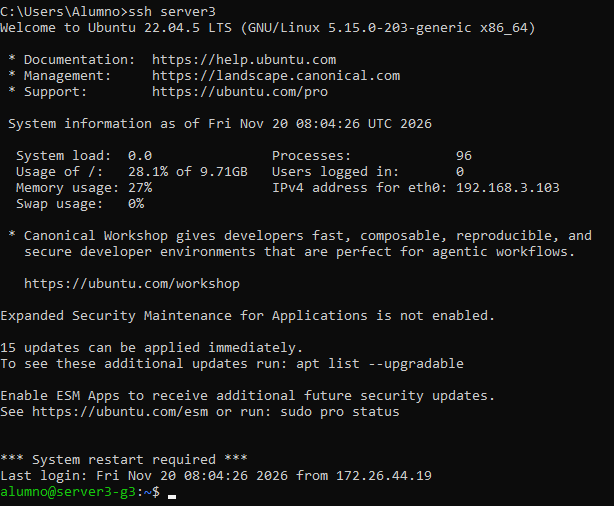 C:\Users\Alumno>ssh server3
Welcome to Ubuntu 22.04.5 LTS (GNU/Linux 5.15.0-203-generic x86_64)
 * Documentation:  https://help.ubuntu.com
 * Management:     https://landscape.canonical.com
 * Support:        https://ubuntu.com/pro
 System information as of Fri Nov 20 08:04:26 UTC 2026
  System load:  0.0               Processes:             96
  Usage of /:   28.1% of 9.71GB   Users logged in:       0
  Memory usage: 27%               IPv4 address for eth0: 192.168.3.103
  Swap usage:   0%
 * Canonical Workshop gives developers fast, composable, reproducible, and
   secure developer environments that are perfect for agentic workflows.
   https://ubuntu.com/workshop
Expanded Security Maintenance for Applications is not enabled.
15 updates can be applied immediately.
To see these additional updates run: apt list --upgradable
Enable ESM Apps to receive additional future security updates.
See https://ubuntu.com/esm or run: sudo pro status
*** System restart required ***
Last login: Fri Nov 20 08:04:26 2026 from 172.26.44.19
alumno@server3-g3:~$